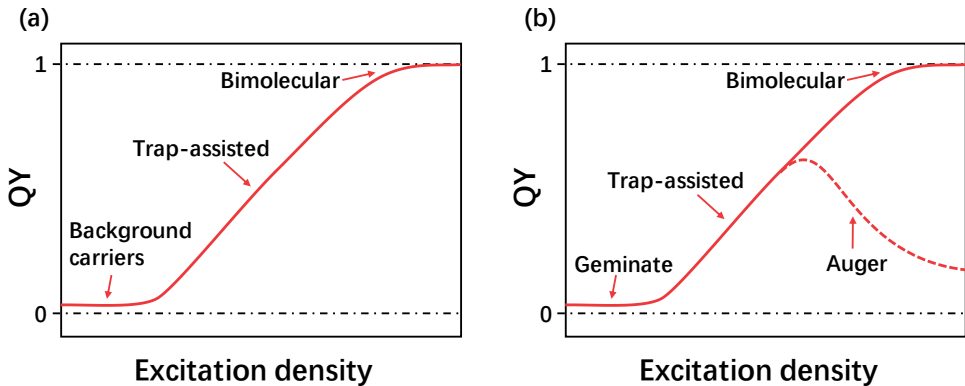 (a)
1
Bimolecular
Trap-assisted
QY
Background
carriers
0
Excitation density
(b)
1
Bimolecular
Trap-assisted
QY
Geminate
Auger
0
Excitation density